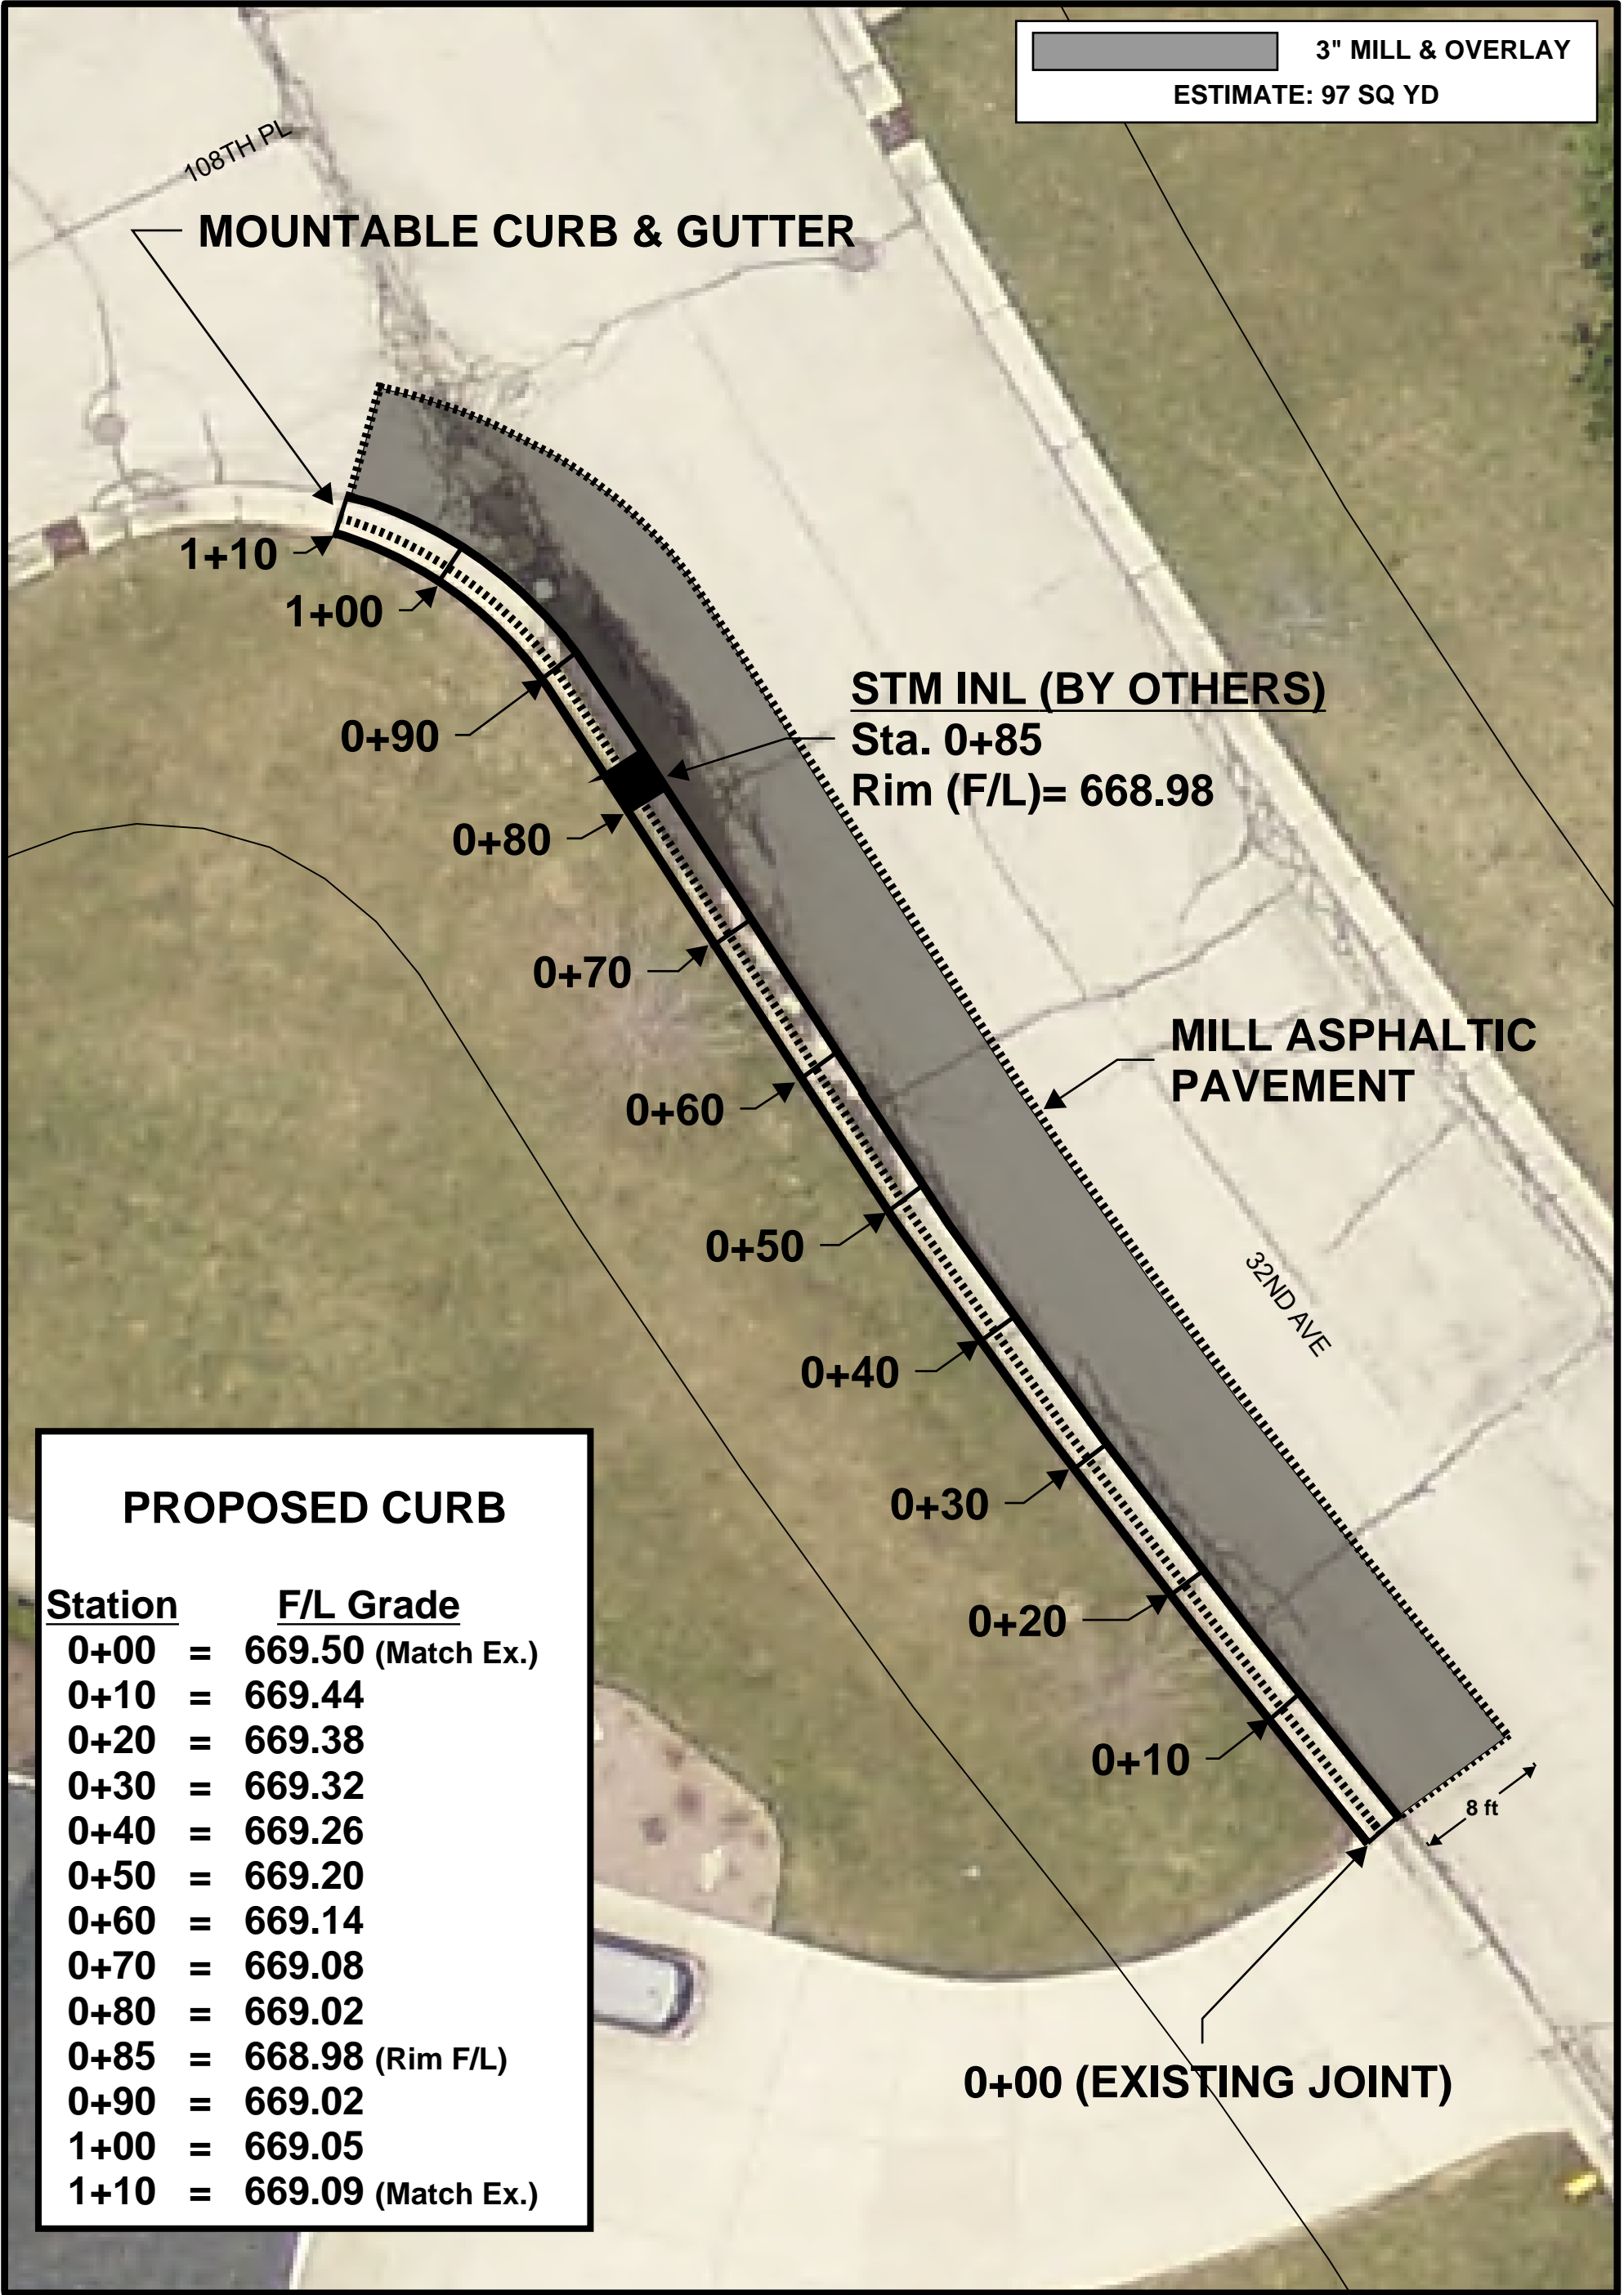 3" MILL & OVERLAY
ESTIMATE: 97 SQ YD
108TH PL
MOUNTABLE CURB & GUTTER
1+10
1+00
0+90
STM INL (BY OTHERS)
Sta. 0+85
Rim (F/L)= 668.98
0+80
0+70
MILL ASPHALTIC
PAVEMENT
0+60
0+50
32ND AVE
0+40
0+30
0+20
0+10
8 ft
0+00 (EXISTING JOINT)
PROPOSED CURB
Station F/L Grade
0+00 = 669.50 (Match Ex.)
0+10 = 669.44
0+20 = 669.38
0+30 = 669.32
0+40 = 669.26
0+50 = 669.20
0+60 = 669.14
0+70 = 669.08
0+80 = 669.02
0+85 = 668.98 (Rim F/L)
0+90 = 669.02
1+00 = 669.05
1+10 = 669.09 (Match Ex.)